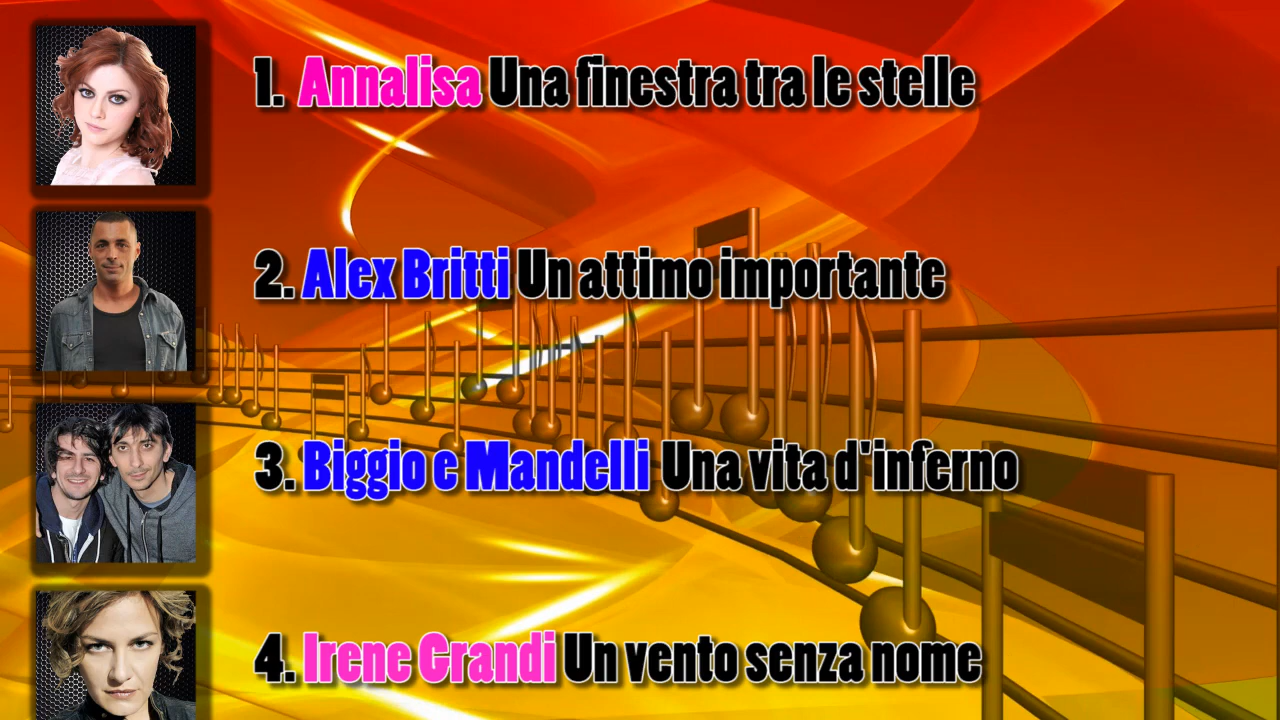 1. Annalisa Una finestra tra le stelle
2. Alex Britti Un attimo importante
3. Biggio e Mandelli Una vita d'inferno
4. Irene Grandi Un vento senza nome